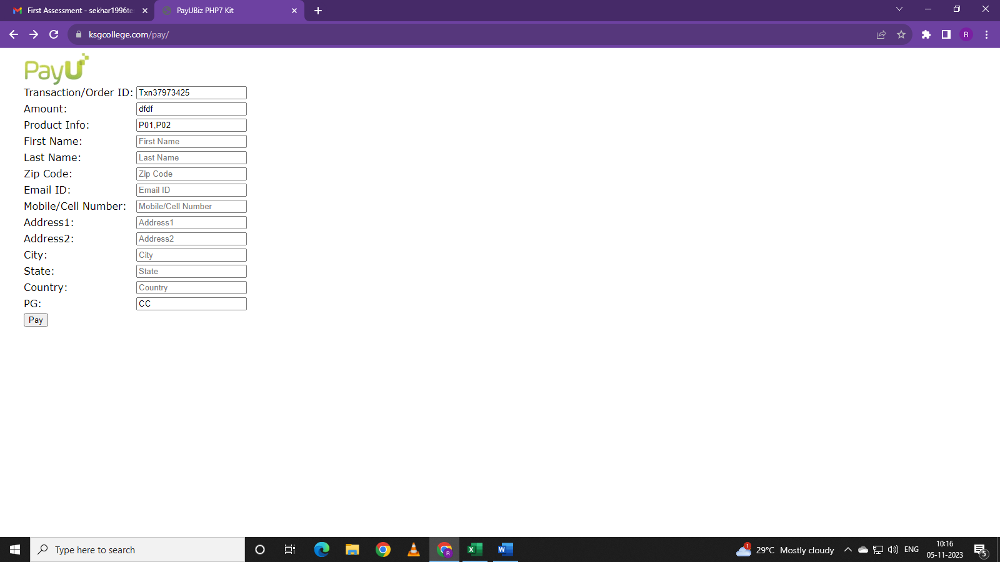 First Assessment - sekhar1996te
PayUBiz PHP7 Kit
ksgcollege.com/pay/
R
PayU
Transaction/Order ID: Txn37973425
Amount: dfdf
Product Info: P01,P02
First Name: First Name
Last Name: Last Name
Zip Code: Zip Code
Email ID: Email ID
Mobile/Cell Number: Mobile/Cell Number
Address1: Address1
Address2: Address2
City: City
State: State
Country: Country
PG: CC
Pay
Type here to search
R
X
W
1
29°C Mostly cloudy
ENG
10:16
05-11-2023
5